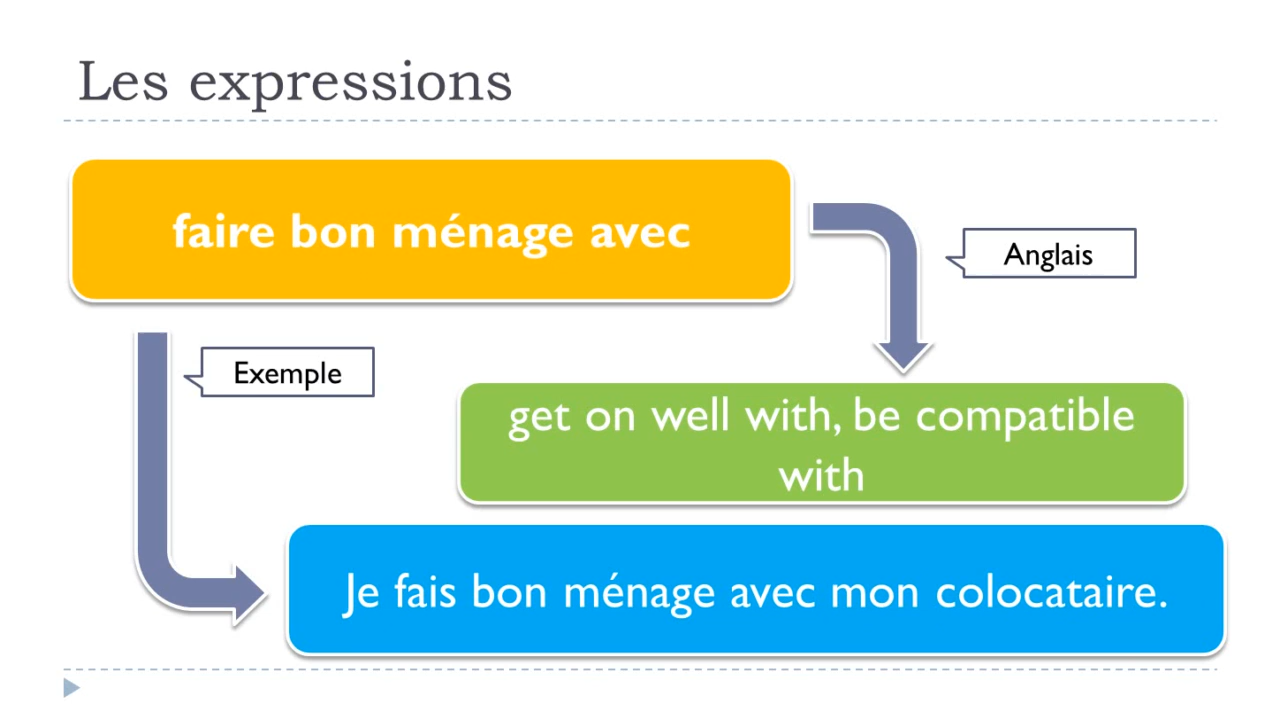 Les expressions
faire bon ménage avec
Anglais
Exemple
get on well with, be compatible
with
Je fais bon ménage avec mon colocataire.